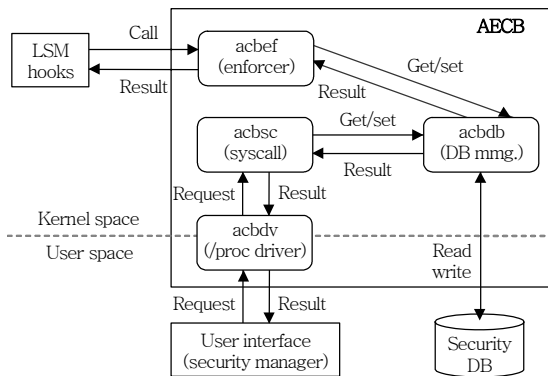 AECB
LSM
hooks
Call
Result
acbef
(enforcer)
Get/set
Result
acbsc
(syscall)
Get/set
Result
acbdb
(DB mmg.)
Request
Result
Kernel space
User space
acbdv
(/proc driver)
Read
write
Request
Result
User interface
(security manager)
Security
DB